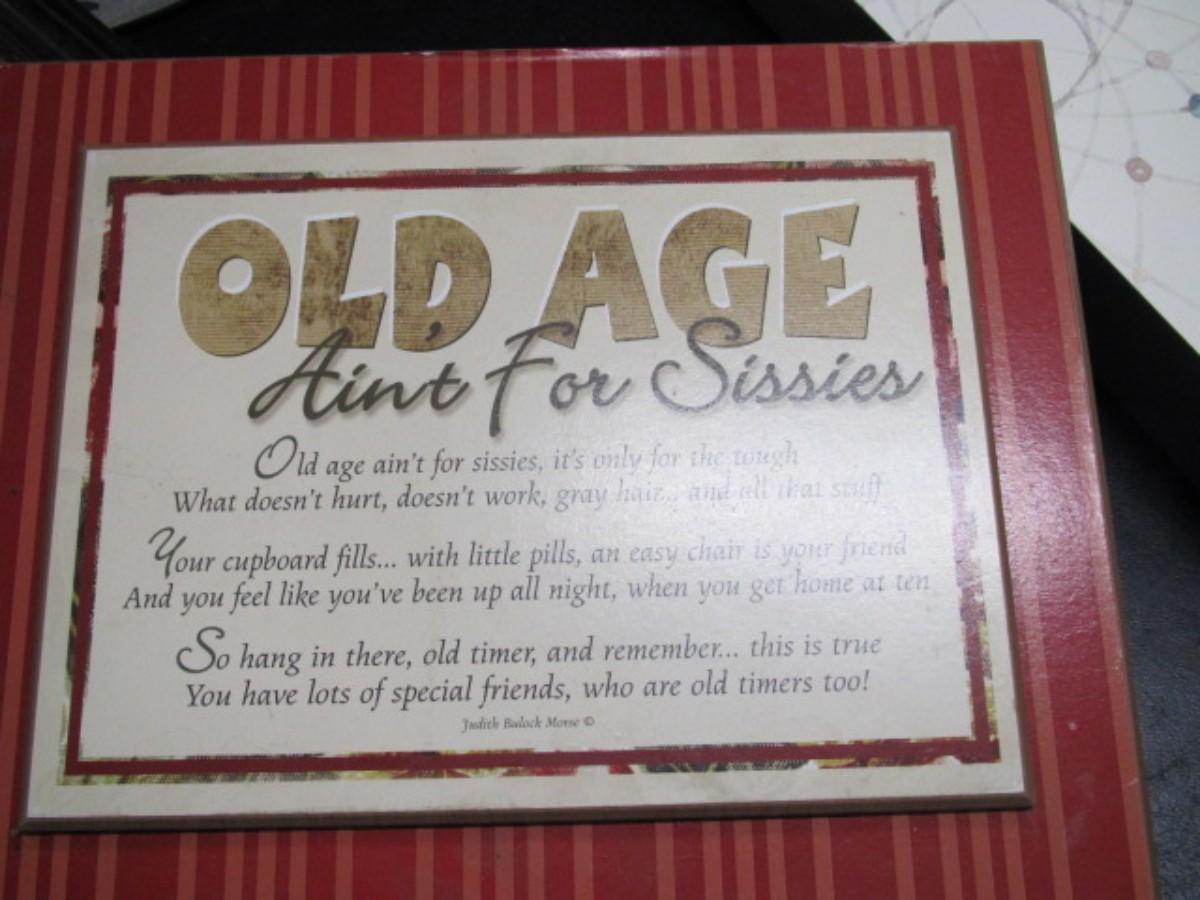 OLD AGE
Ain't For Sissies
Old age ain't for sissies, it's only for the tough
What doesn't hurt, doesn't work, gray hair... and all that stuff
Your cupboard fills... with little pills, an easy chair is your friend
And you feel like you've been up all night, when you get home at ten
So hang in there, old timer, and remember... this is true
You have lots of special friends, who are old timers too!
Judith Bulock Morse ©